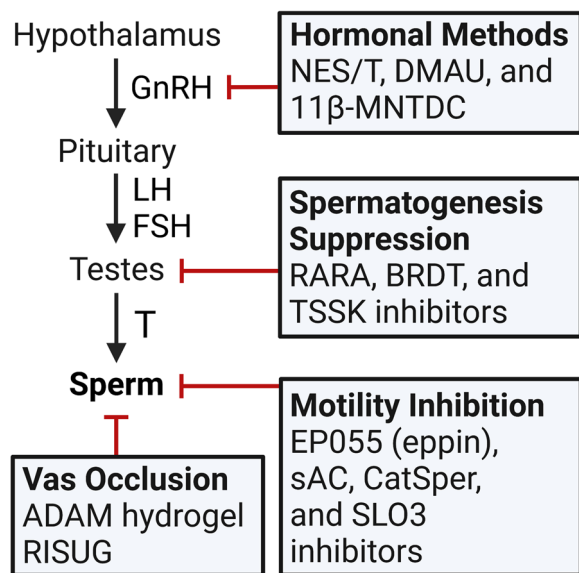 Hypothalamus
GnRH
Pituitary
LH
FSH
Testes
T
Sperm
Hormonal Methods
NES/T, DMAU, and
11β-MNTDC
Spermatogenesis
Suppression
RARA, BRDT, and
TSSK inhibitors
Motility Inhibition
EP055 (eppin),
sAC, CatSper,
and SLO3
inhibitors
Vas Occlusion
ADAM hydrogel
RISUG